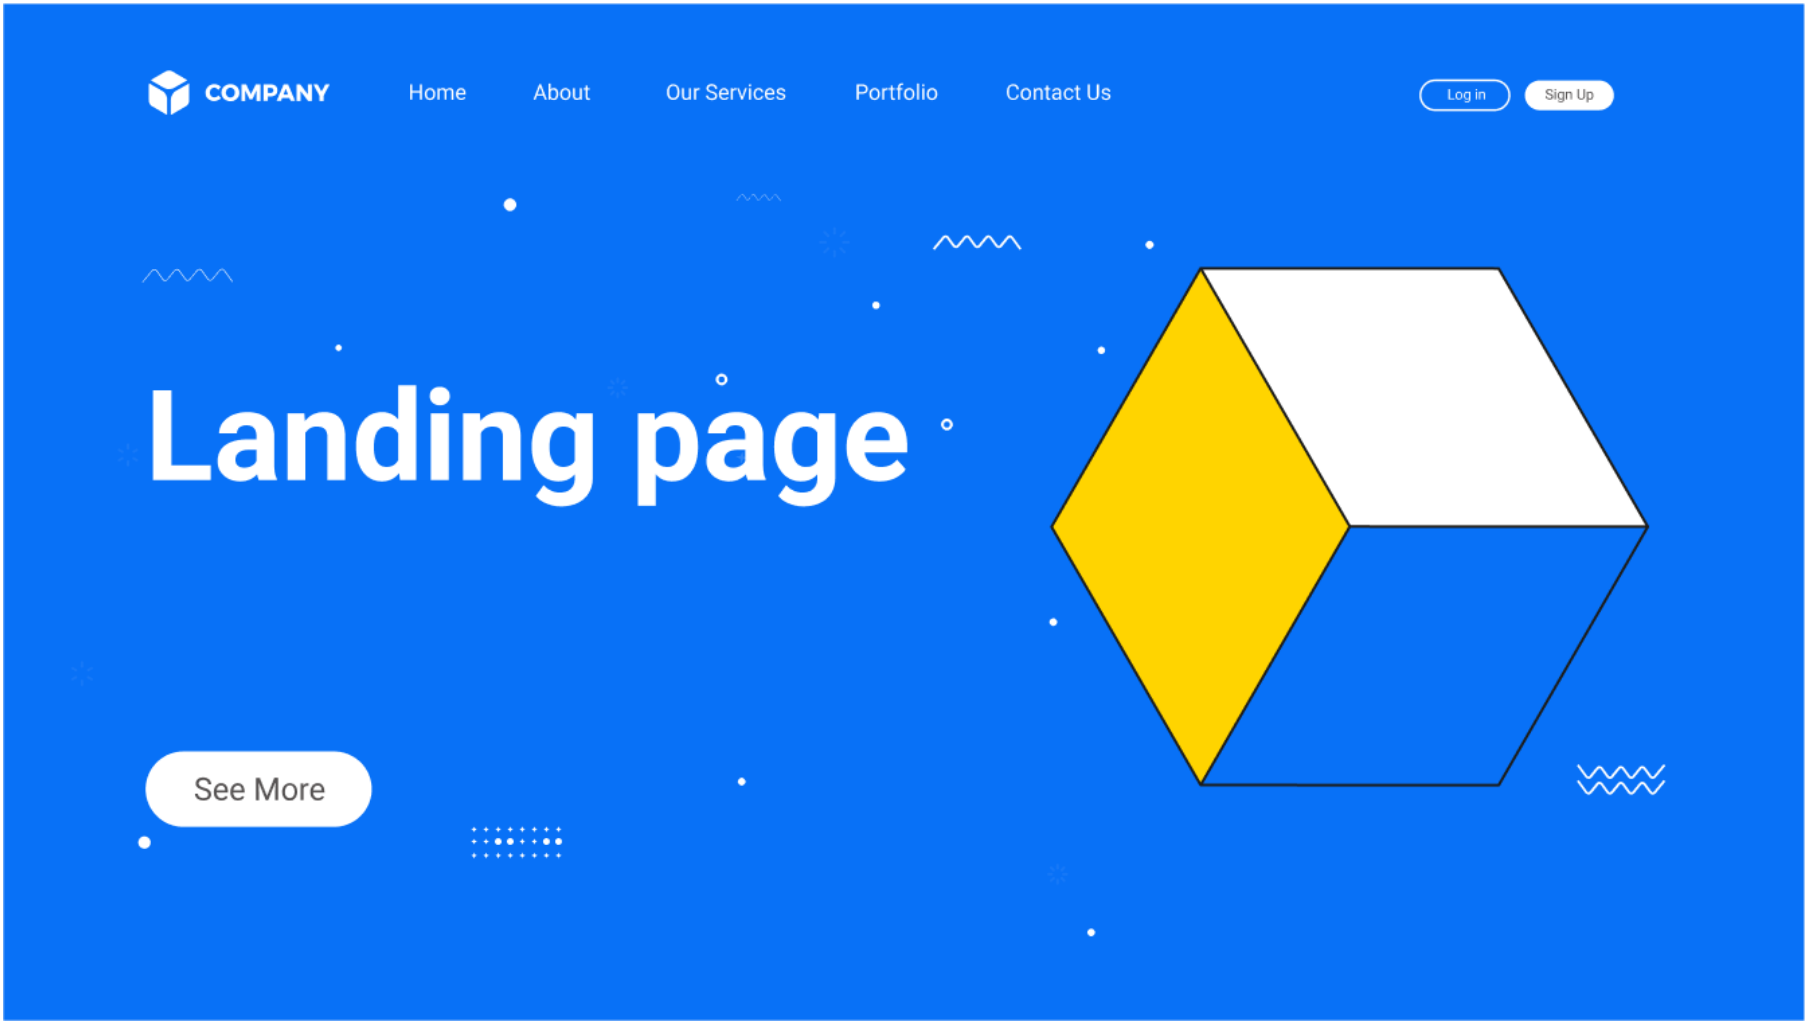 COMPANY Home About Our Services Portfolio Contact Us Log in Sign Up
Landing page
See More